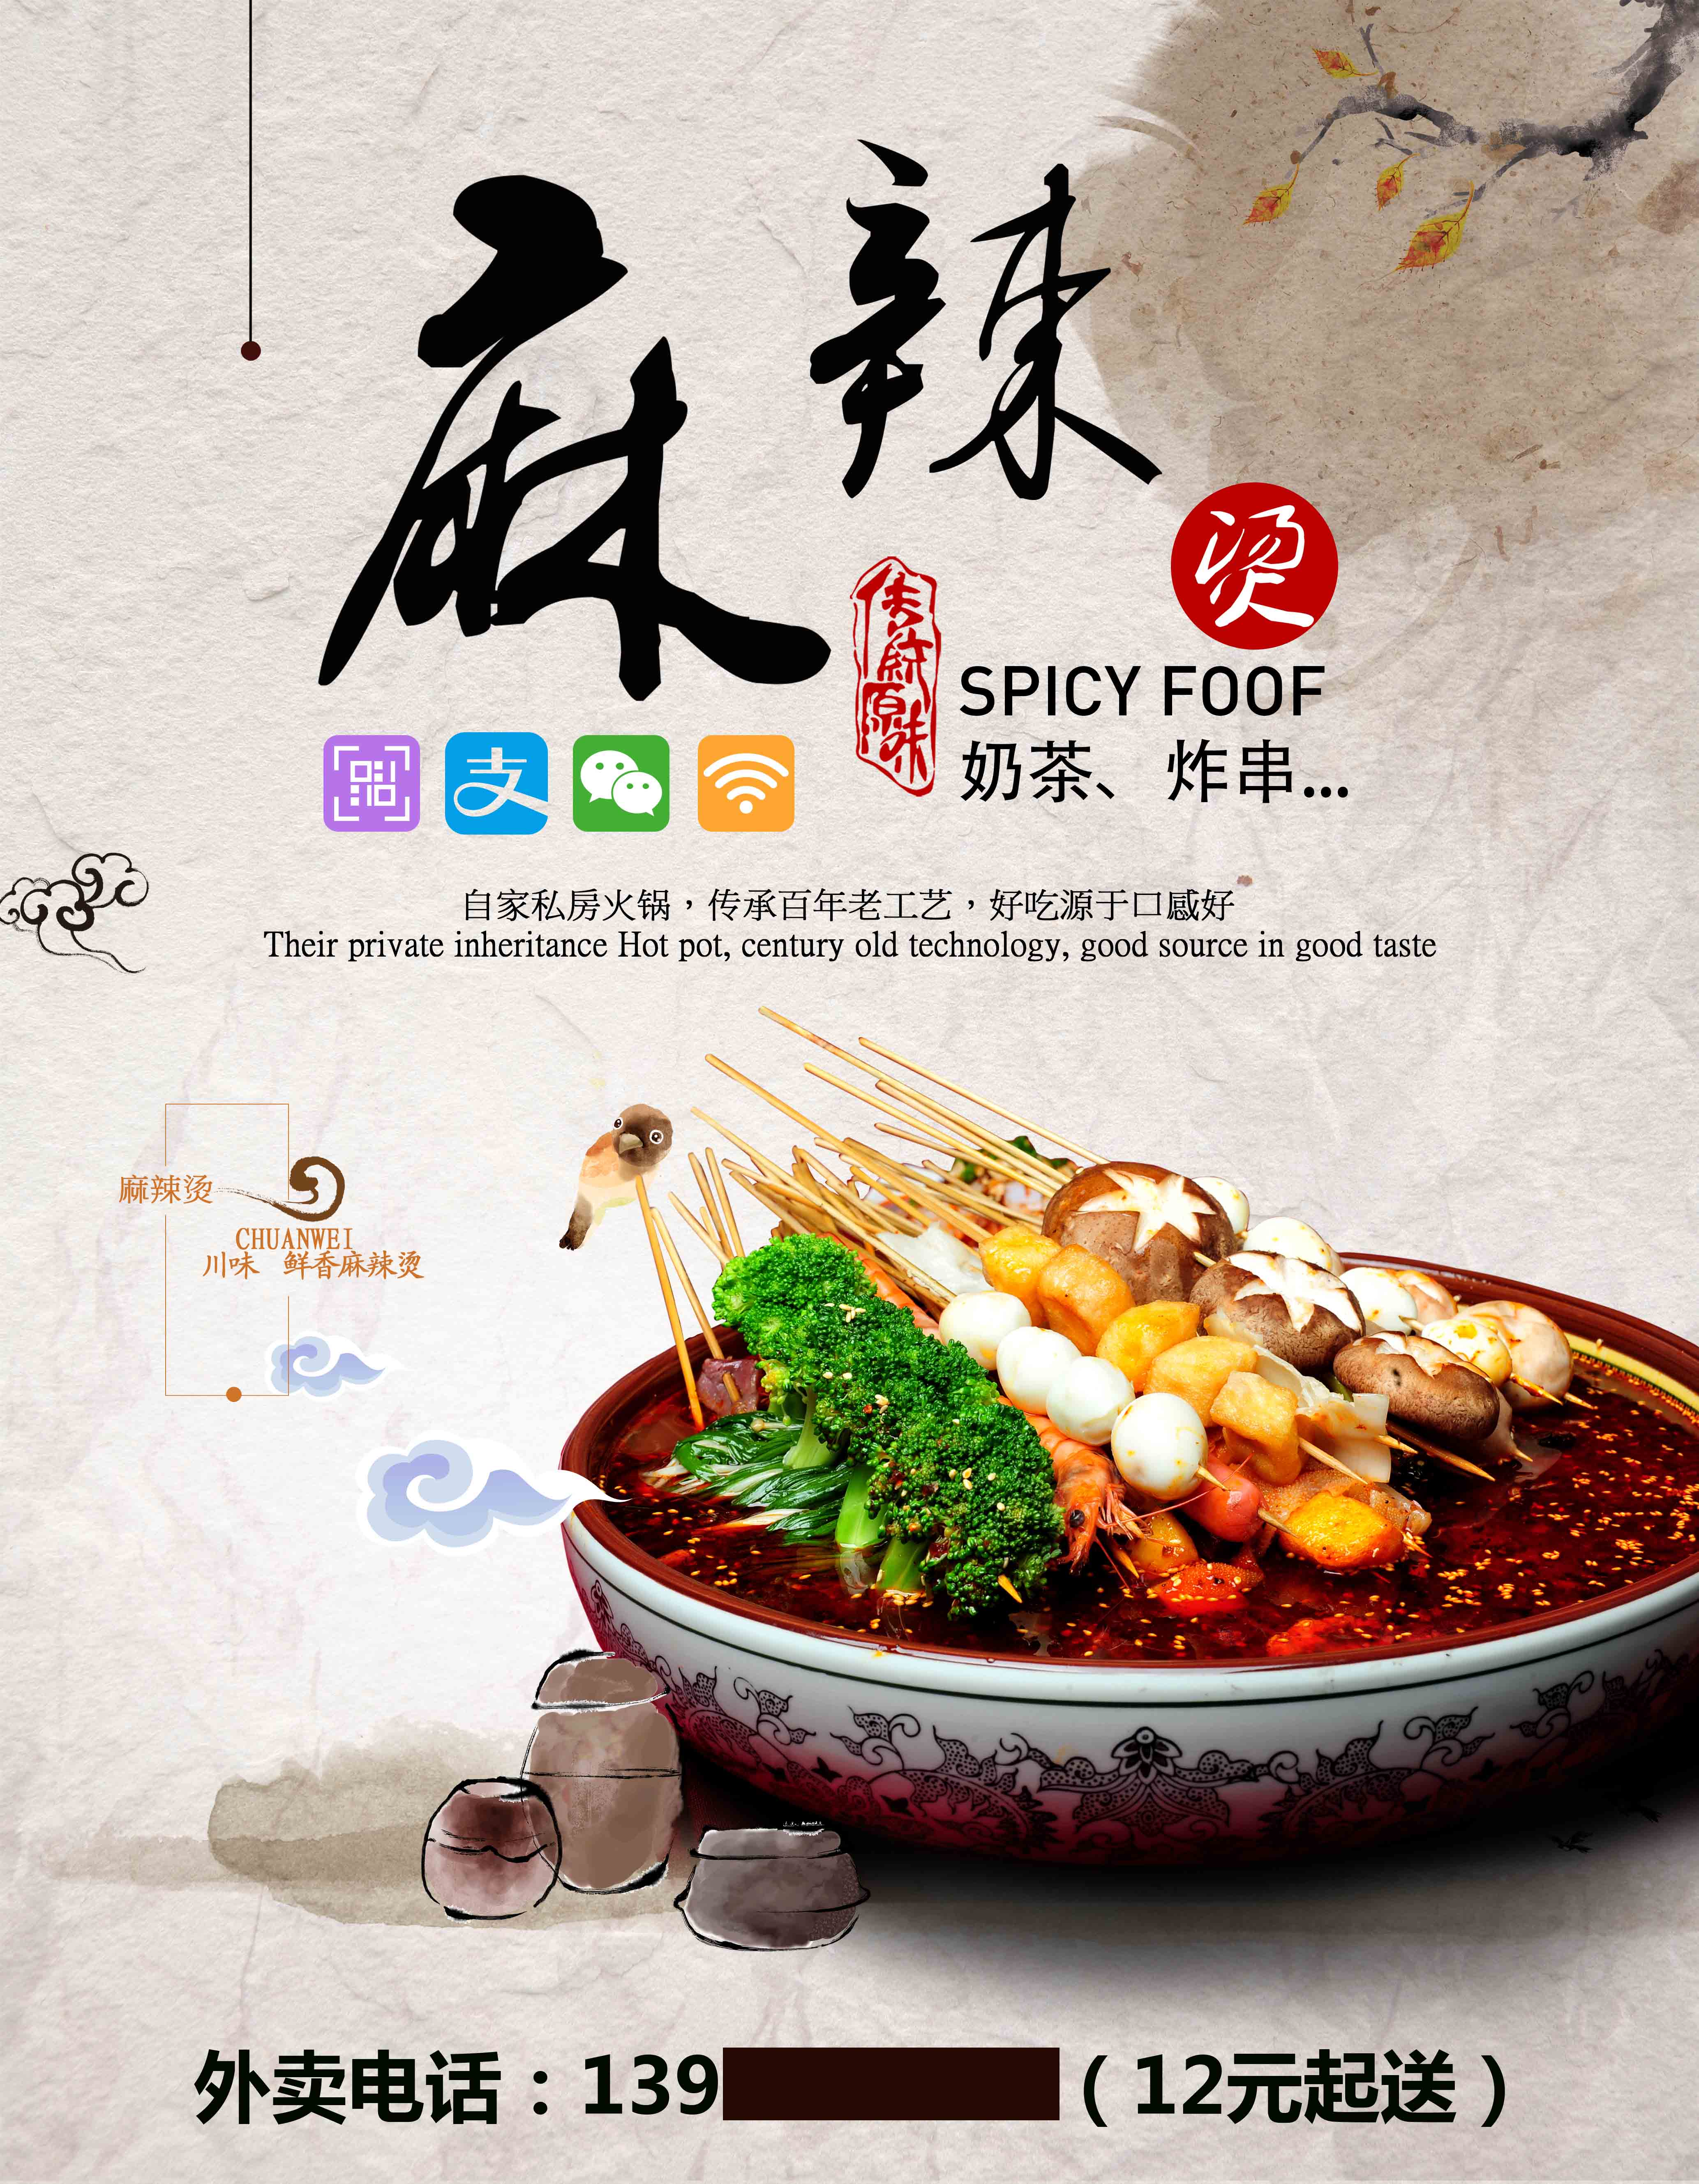 麻辣
烫
傳統原味
SPICY FOOF
奶茶、炸串...
支
自家私房火锅，传承百年老工艺，好吃源于口感好
Their private inheritance Hot pot, century old technology, good source in good taste
麻辣烫
CHUANWEI
川味 鲜香麻辣烫
外卖电话：139（12元起送）